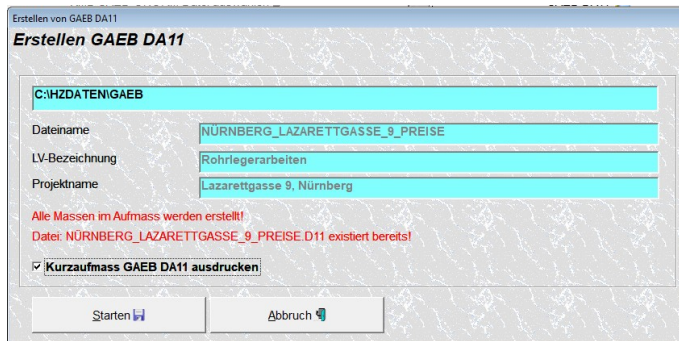 Erstellen von GAEB DA11
Erstellen GAEB DA11
C:\HZDATEN\GAEB
Dateiname NÜRNBERG_LAZARETTGASSE_9_PREISE
LV-Bezeichnung Rohrlegerarbeiten
Projektname Lazarettgasse 9, Nürnberg
Alle Massen im Aufmass werden erstellt!
Datei: NÜRNBERG_LAZARETTGASSE_9_PREISE.D11 existiert bereits!
Kurzaufmass GAEB DA11 ausdrucken
Starten Abbruch